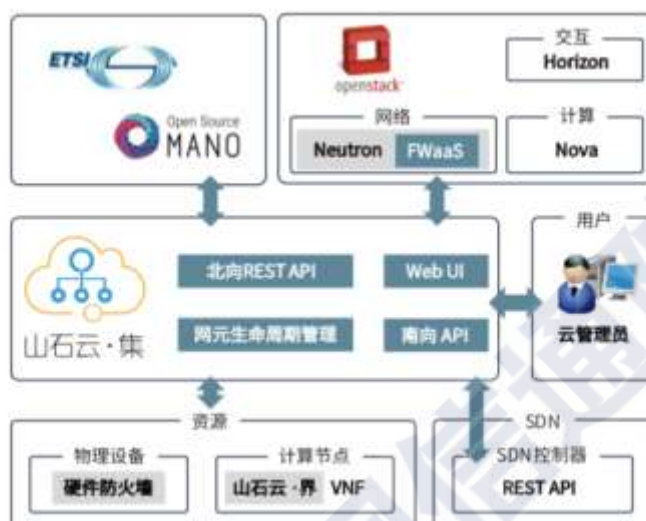 ETSI
Open Source
MANO
openstack
交互
Horizon
网络
Neutron FWaaS
计算
Nova
山石云·集
北向REST API
Web UI
网元生命周期管理
南向 API
用户
云管理员
资源
物理设备
硬件防火墙
计算节点
山石云·界 VNF
SDN
SDN控制器
REST API